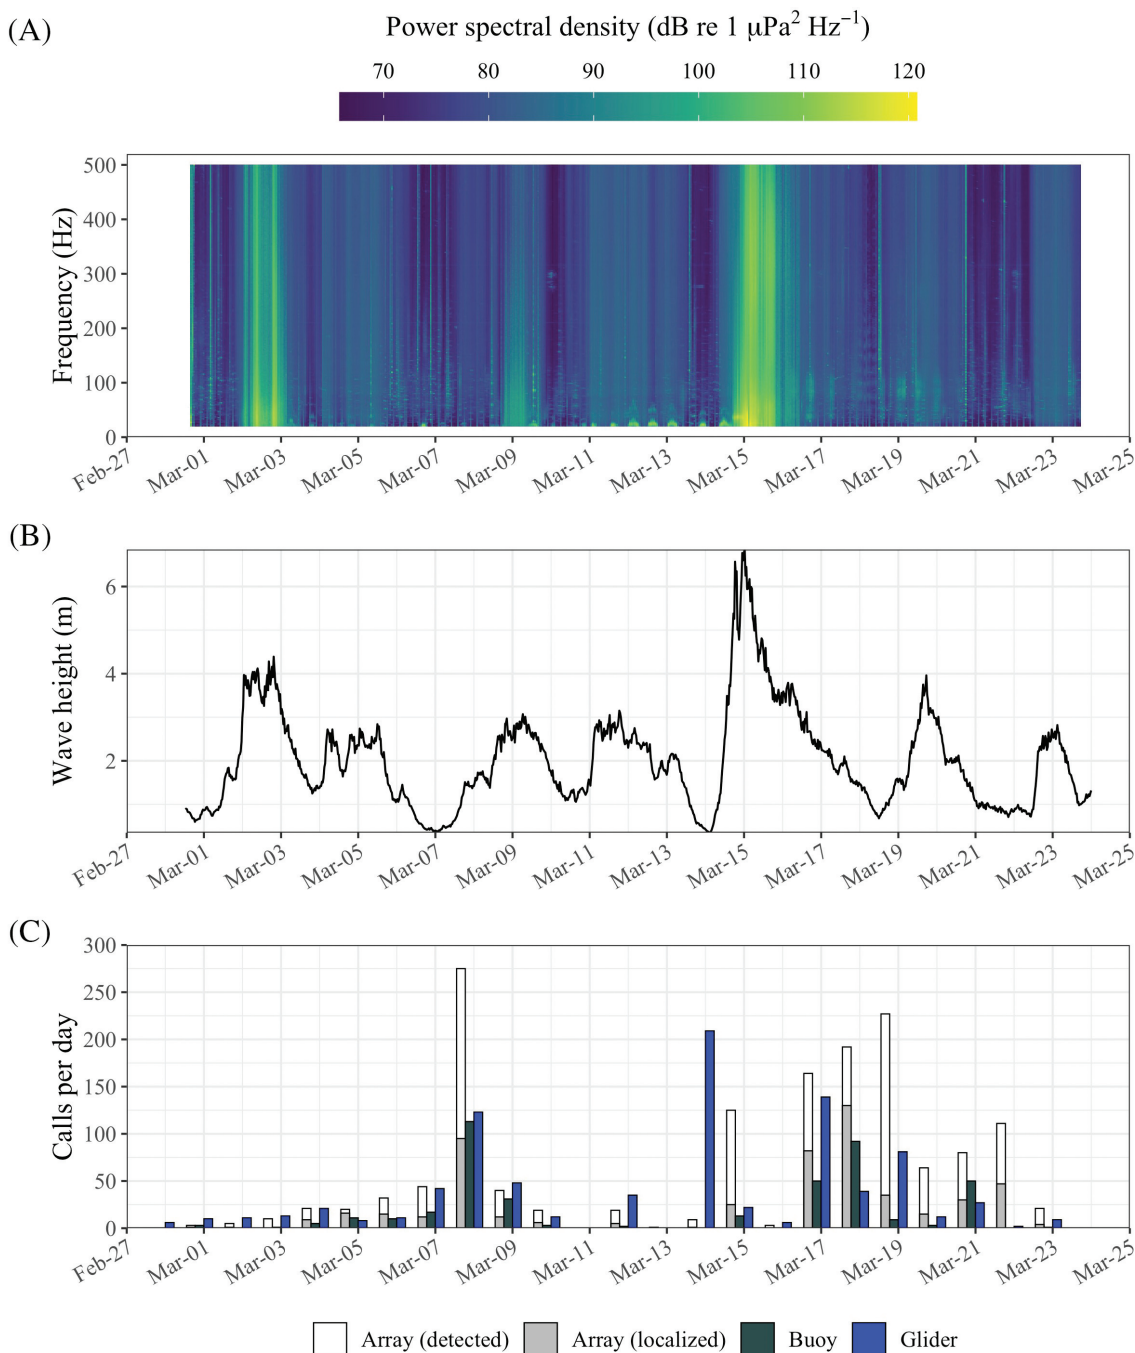 (A)
Power spectral density (dB re 1 μPa² Hz⁻¹)
70 80 90 100 110 120
Frequency (Hz)
500
400
300
200
100
0
Feb-27 Mar-01 Mar-03 Mar-05 Mar-07 Mar-09 Mar-11 Mar-13 Mar-15 Mar-17 Mar-19 Mar-21 Mar-23 Mar-25
(B)
Wave height (m)
6
4
2
Feb-27 Mar-01 Mar-03 Mar-05 Mar-07 Mar-09 Mar-11 Mar-13 Mar-15 Mar-17 Mar-19 Mar-21 Mar-23 Mar-25
(C)
Calls per day
300
250
200
150
100
50
0
Feb-27 Mar-01 Mar-03 Mar-05 Mar-07 Mar-09 Mar-11 Mar-13 Mar-15 Mar-17 Mar-19 Mar-21 Mar-23 Mar-25
Array (detected) Array (localized) Buoy Glider